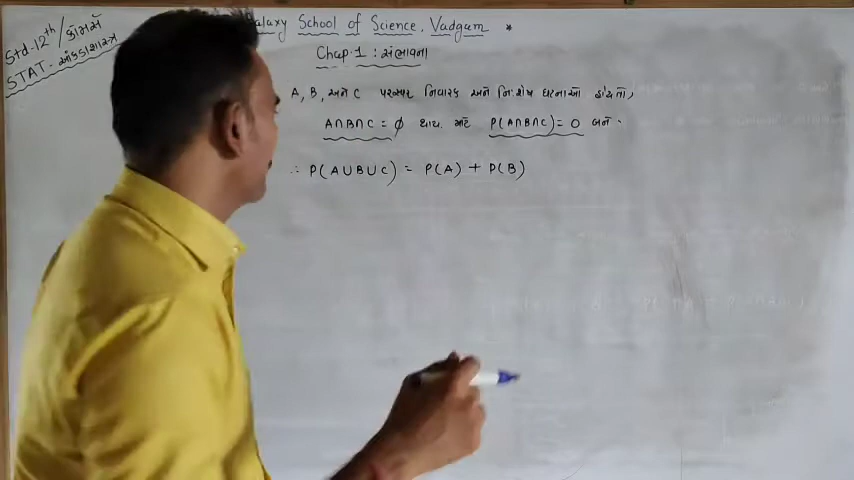 Std-12th/કૉમર્સ
STAT - આંકડાશાસ્ત્ર
alaxy School of Science, Vadgam *
Chap-1 : સંભાવના
A, B, અને C પરસ્પર નિવારક અને નિઃશેષ ઘટનાઓ હોય તો,
A∩B∩C = ∅ થાય. માટે P(A∩B∩C) = 0 બને.
∴ P(A∪B∪C) = P(A) + P(B)